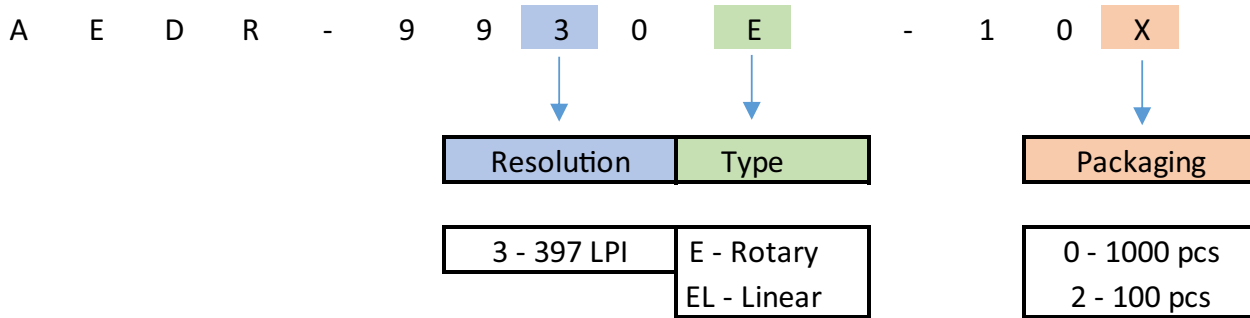 A E D R - 9 9 3 0 E - 1 0 X
Resolution Type Packaging
3 - 397 LPI E - Rotary 0 - 1000 pcs
EL - Linear 2 - 100 pcs